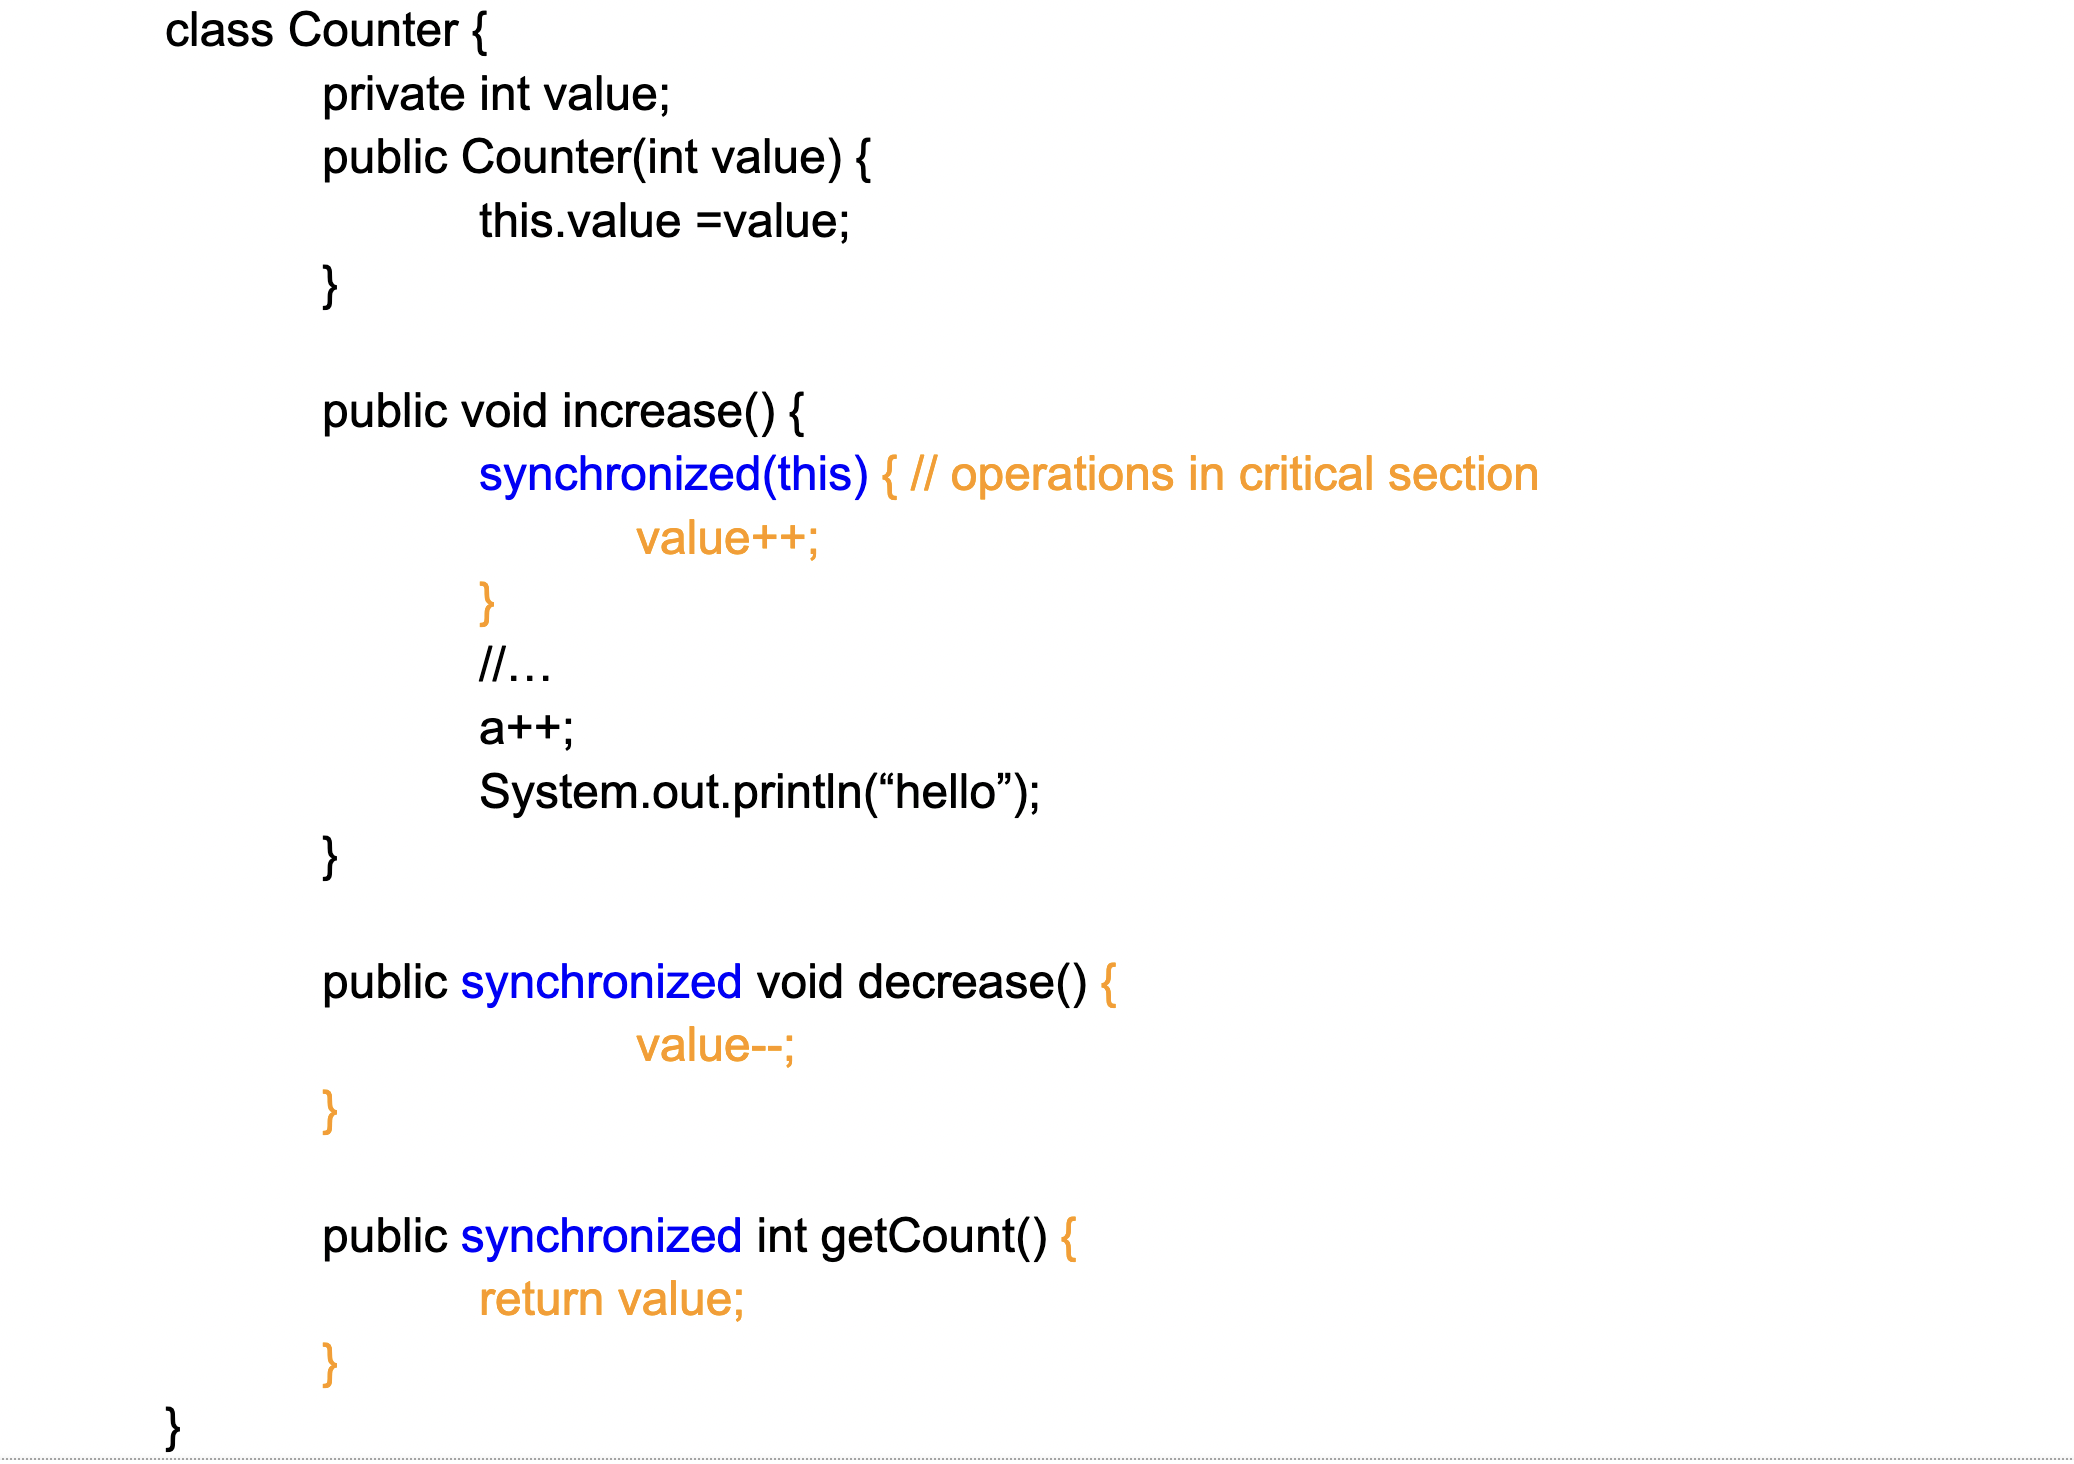 class Counter {
private int value;
public Counter(int value) {
this.value =value;
}
public void increase() {
synchronized(this) { // operations in critical section
value++;
}
//…
a++;
System.out.println(“hello”);
}
public synchronized void decrease() {
value--;
}
public synchronized int getCount() {
return value;
}
}